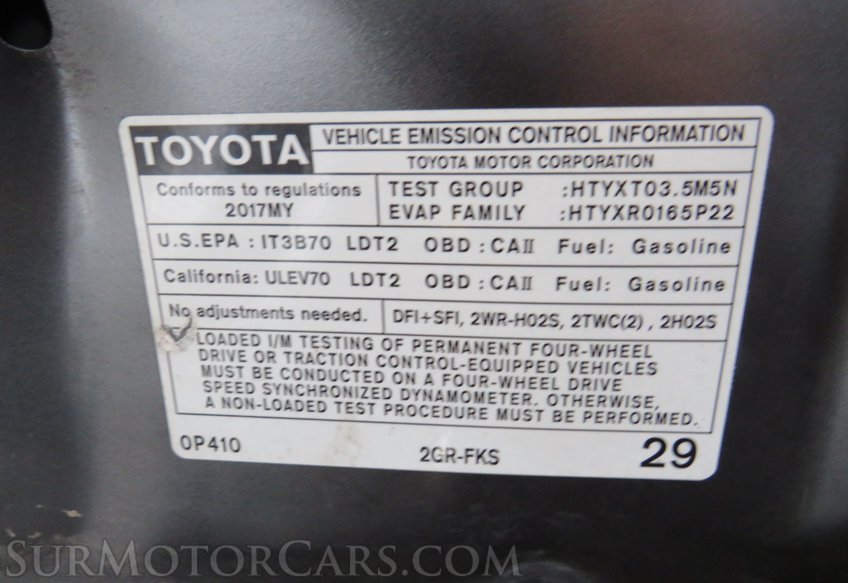 TOYOTA
VEHICLE EMISSION CONTROL INFORMATION
TOYOTA MOTOR CORPORATION
Conforms to regulations
2017MY
TEST GROUP :HTYXT03.5M5N
EVAP FAMILY :HTYXR0165P22
U.S.EPA : IT3B70 LDT2 OBD : CAII Fuel: Gasoline
California: ULEV70 LDT2 OBD : CAII Fuel: Gasoline
No adjustments needed.
DFI+SFI, 2WR-HO2S, 2TWC(2) , 2HO2S
LOADED I/M TESTING OF PERMANENT FOUR-WHEEL
DRIVE OR TRACTION CONTROL-EQUIPPED VEHICLES
MUST BE CONDUCTED ON A FOUR-WHEEL DRIVE
SPEED SYNCHRONIZED DYNAMOMETER. OTHERWISE,
A NON-LOADED TEST PROCEDURE MUST BE PERFORMED.
0P410
2GR-FKS
29
SURMOTORCARS.COM